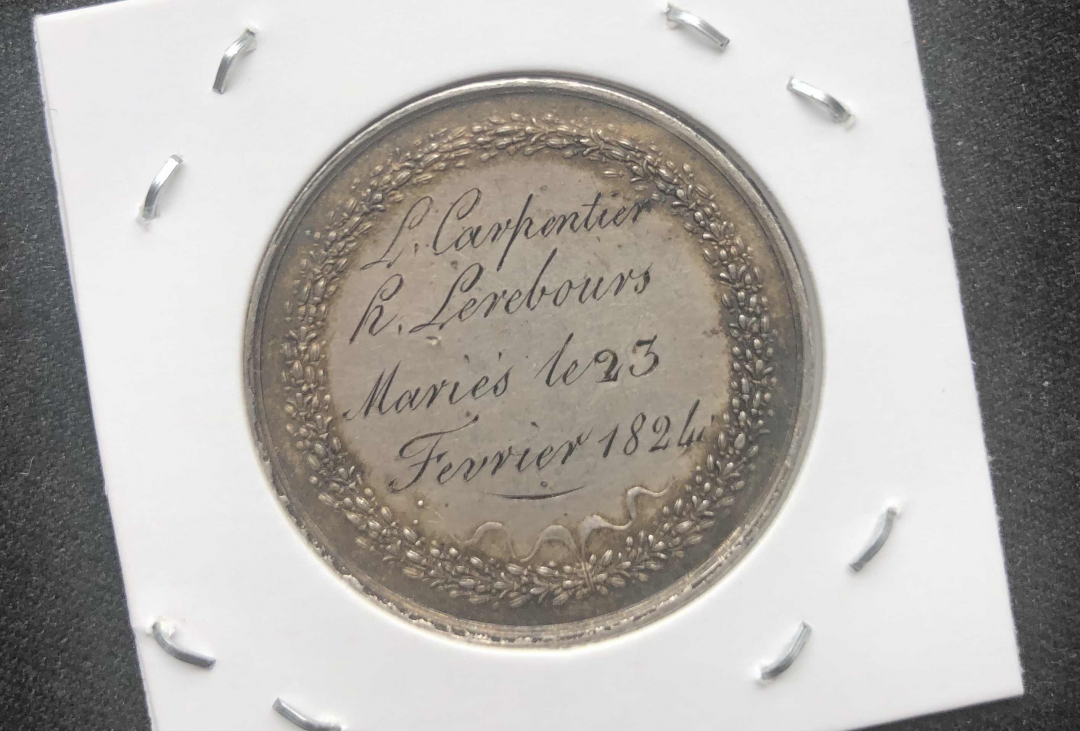 L. Carpentier
h. Lerebours
Mariés le 23
Fevrier 1824